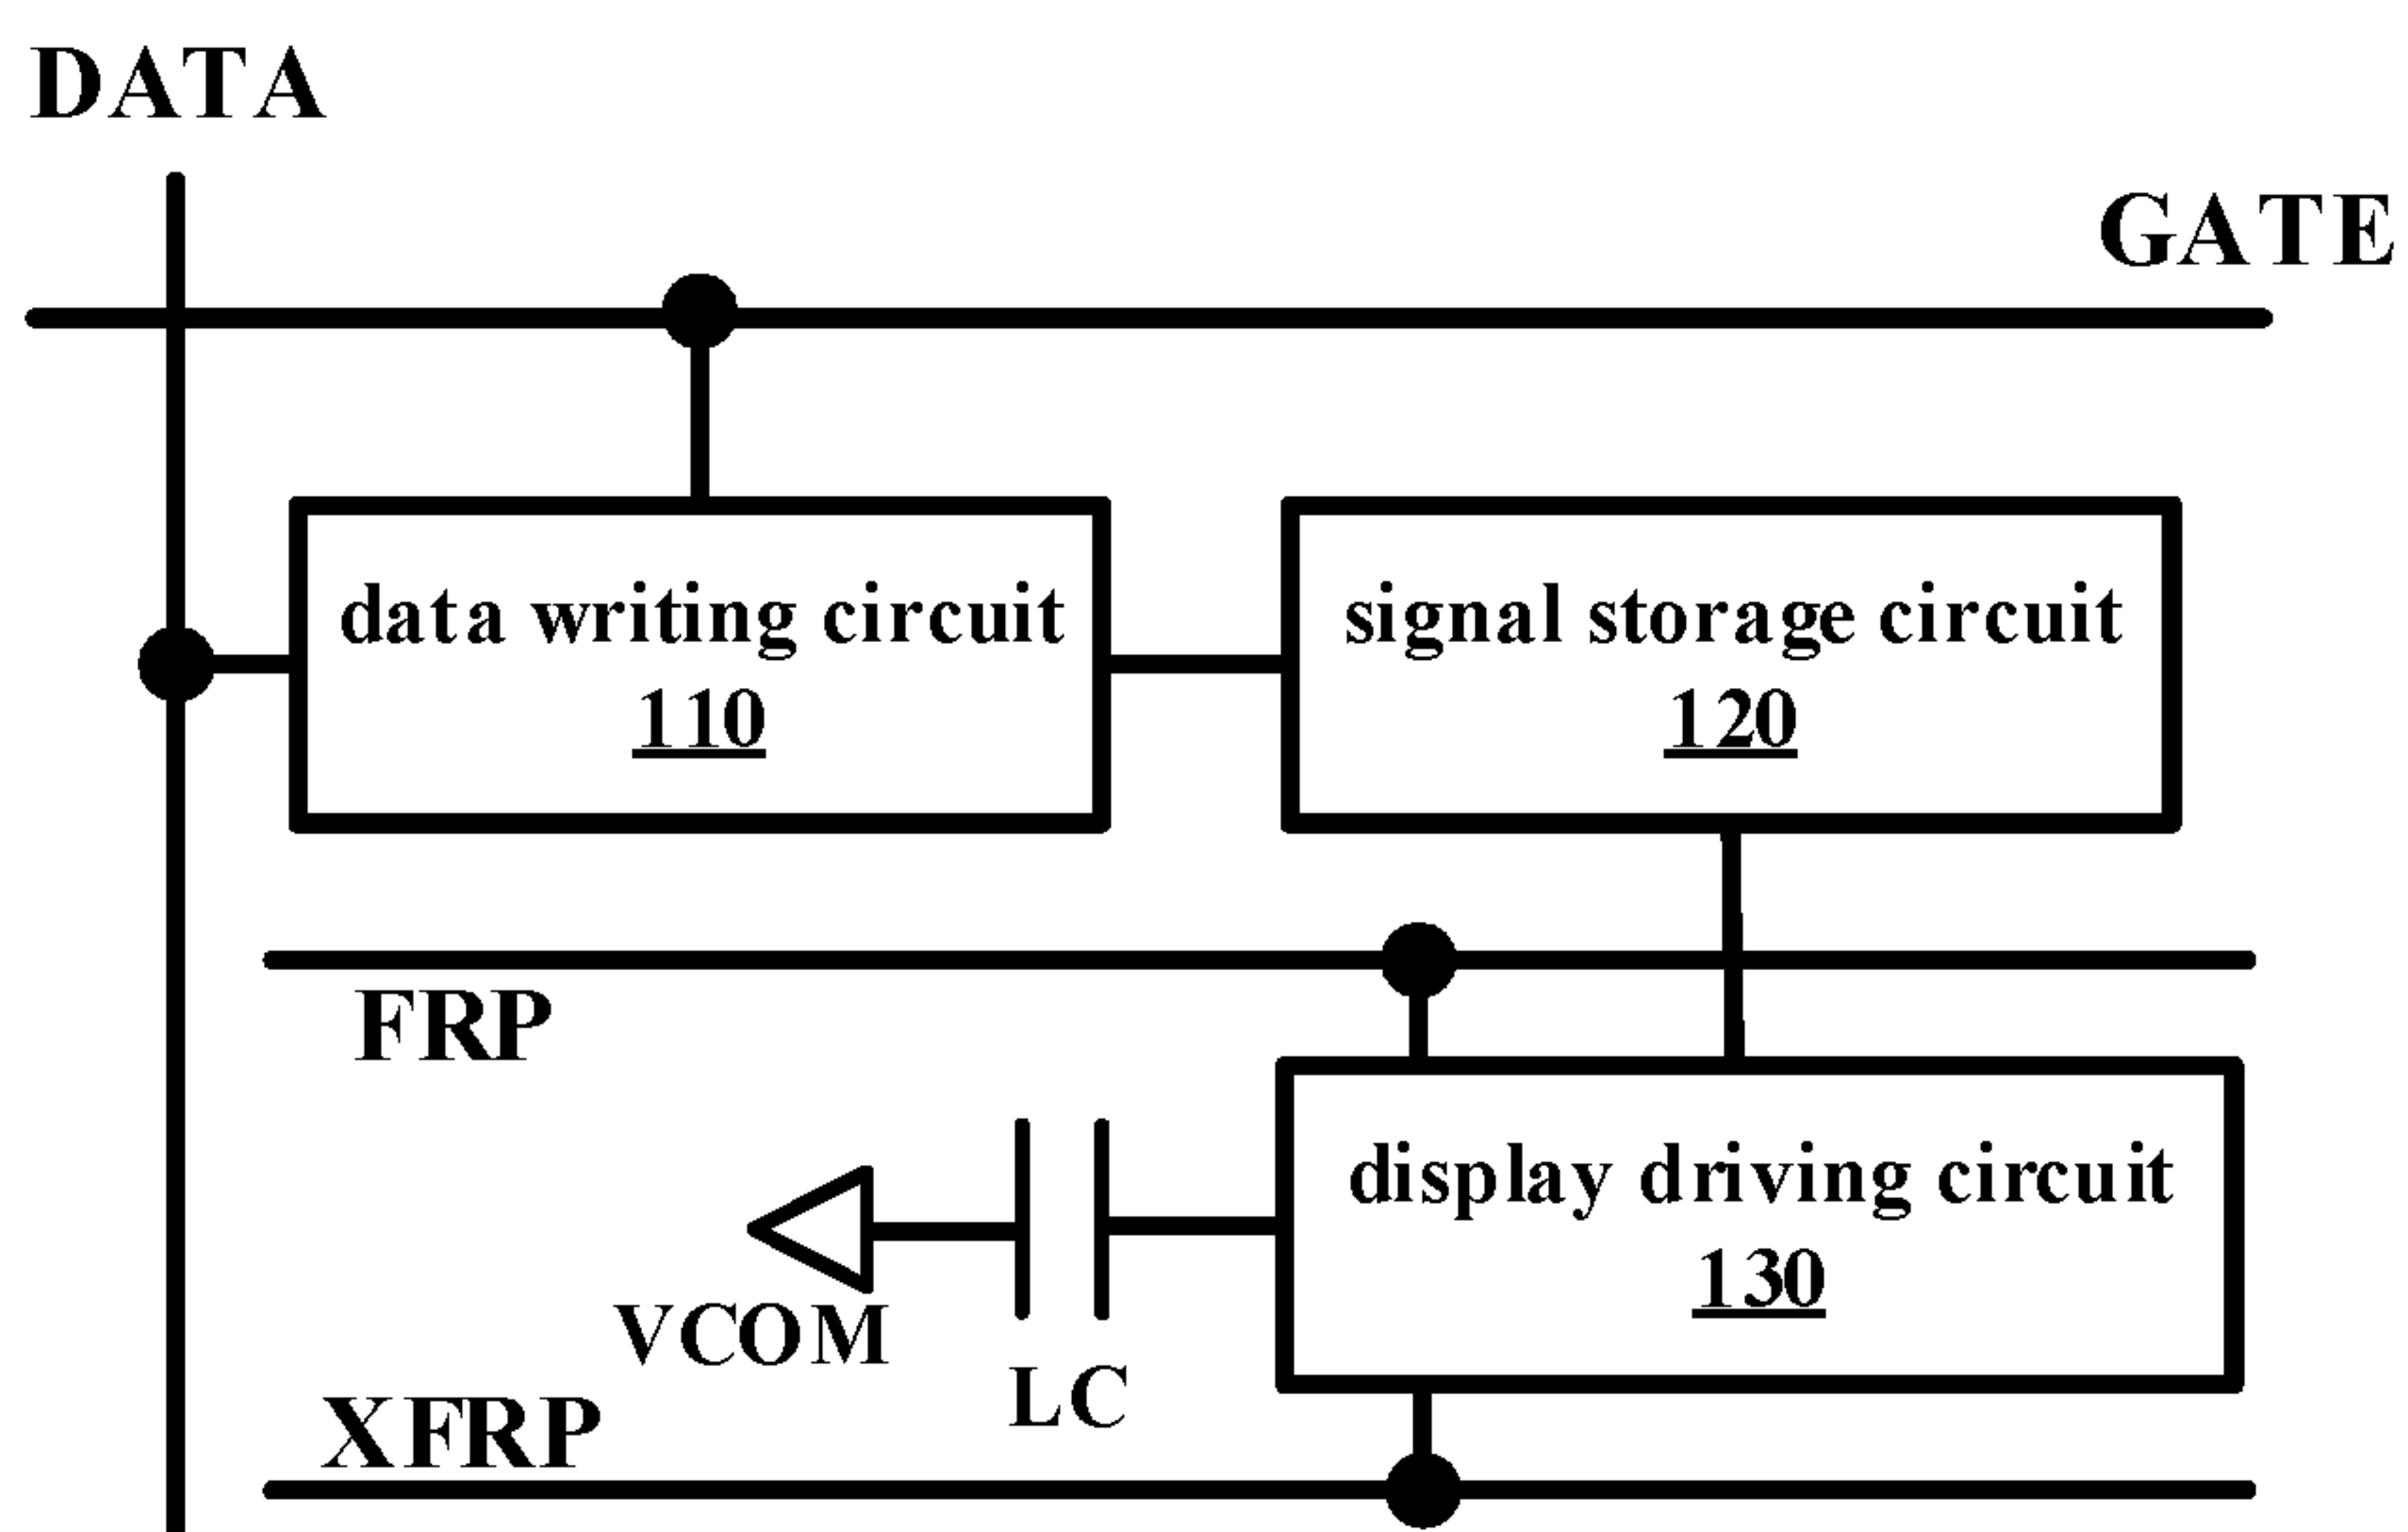 DATA
GATE
data writing circuit
110
signal storage circuit
120
FRP
display driving circuit
130
VCOM
LC
XFRP